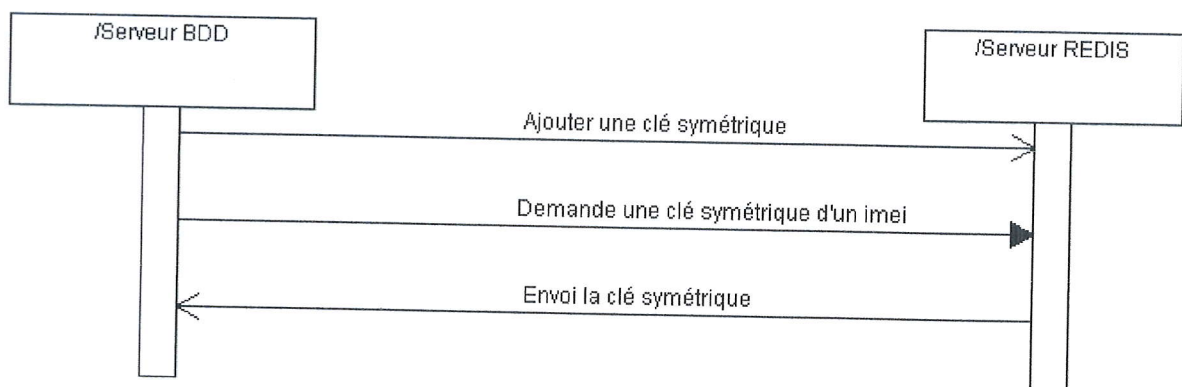 /Serveur BDD
/Serveur REDIS
Ajouter une clé symétrique
Demande une clé symétrique d'un imei
Envoi la clé symétrique